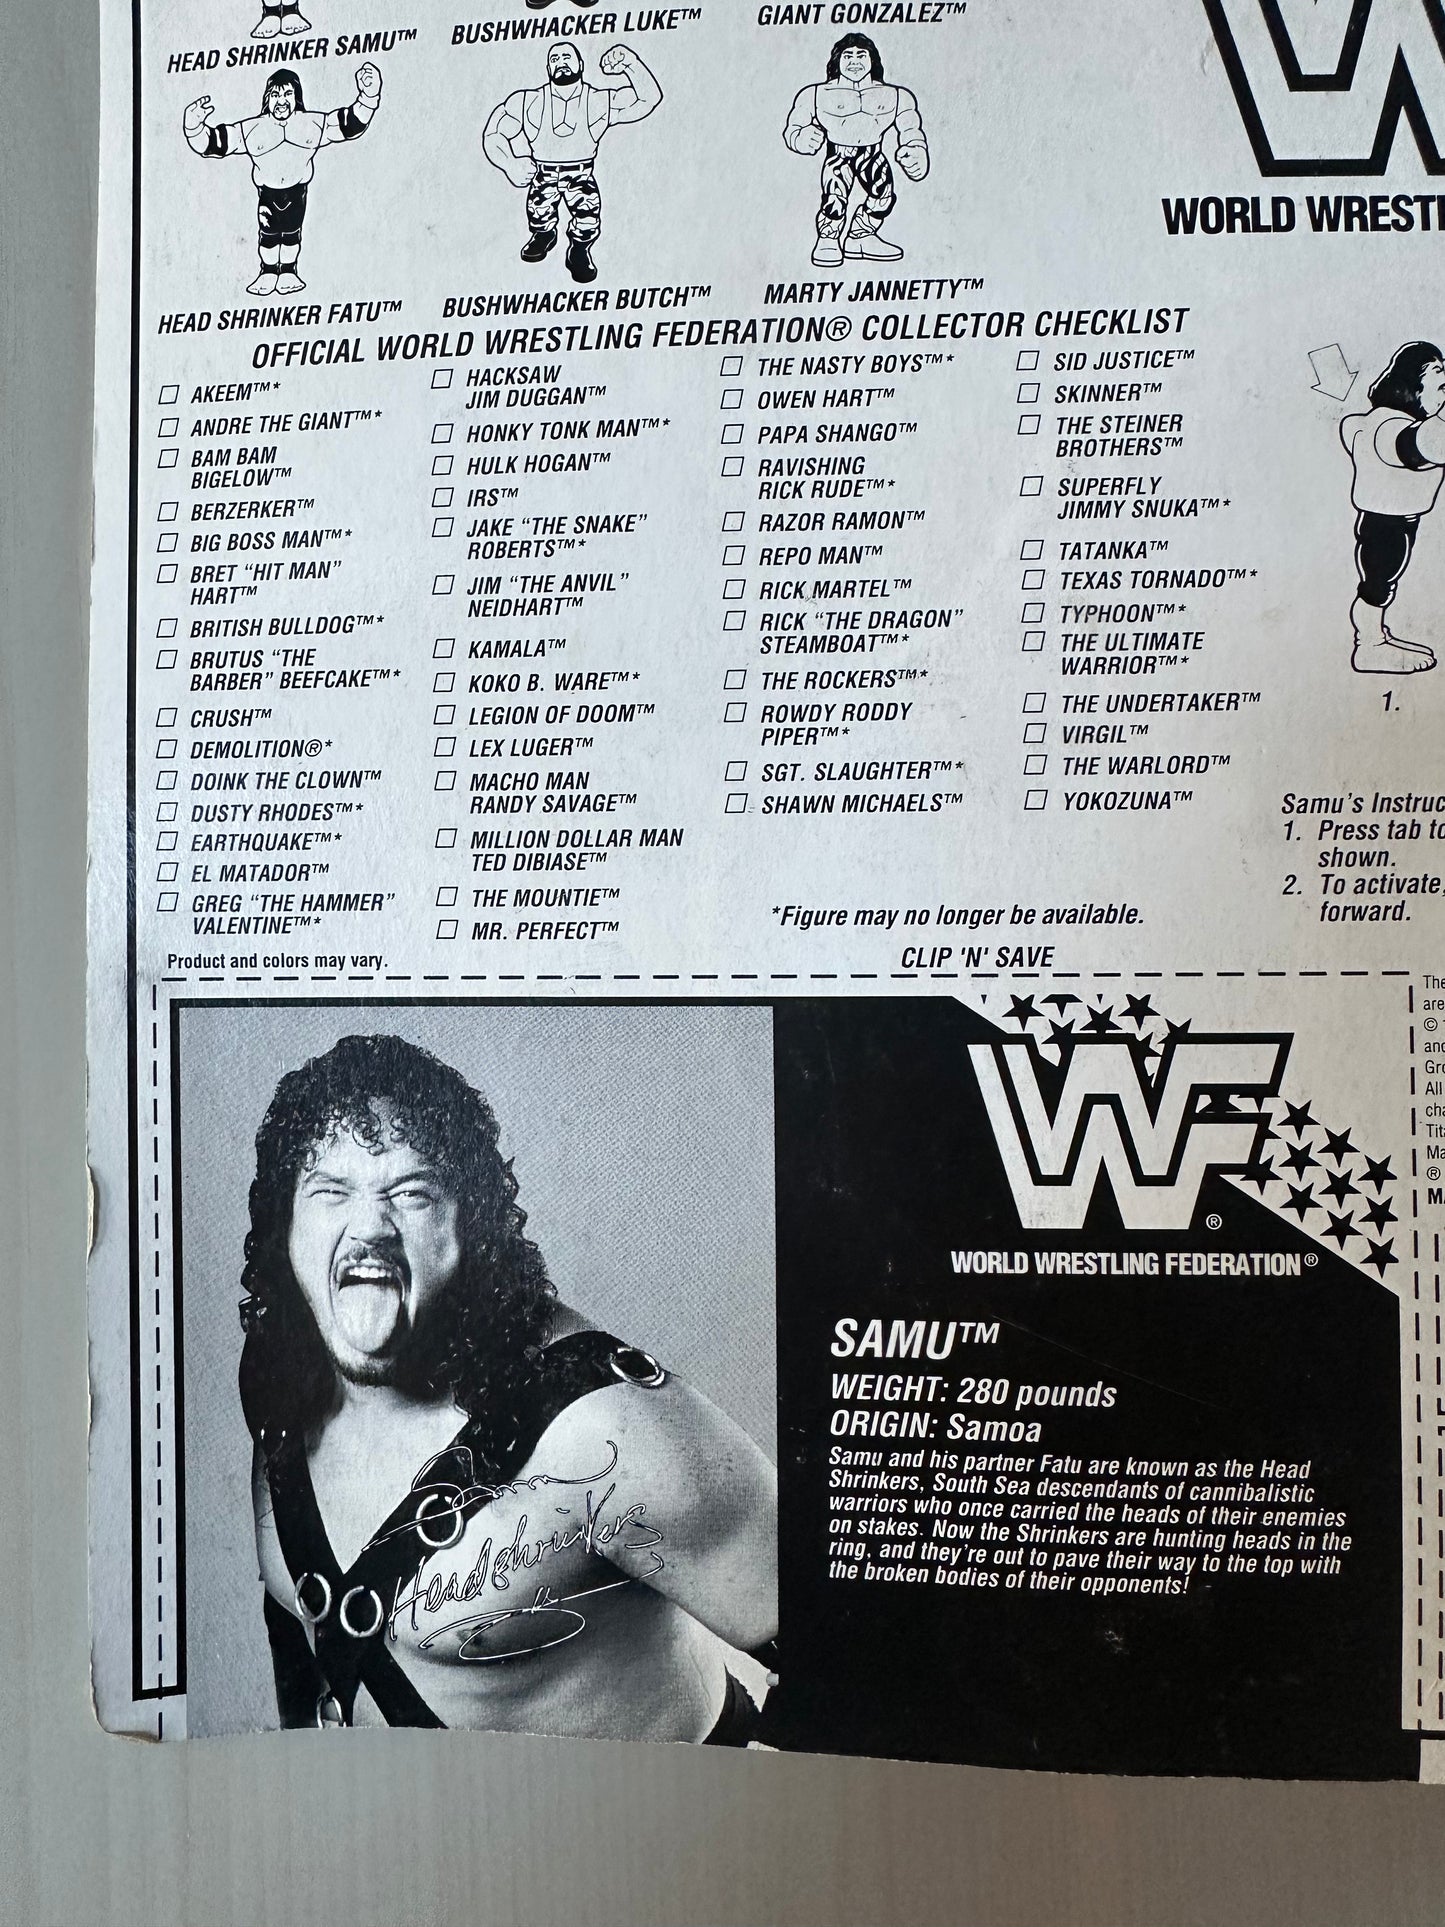 HEAD SHRINKER SAMU™
BUSHWHACKER LUKE™
GIANT GONZALEZ™
HEAD SHRINKER FATU™
BUSHWHACKER BUTCH™
MARTY JANNETTY™
WF
WORLD WRESTL
OFFICIAL WORLD WRESTLING FEDERATION® COLLECTOR CHECKLIST
AKEEM™*
ANDRE THE GIANT™*
BAM BAM
BIGELOW™
BERZERKER™
BIG BOSS MAN™*
BRET “HIT MAN”
HART™
BRITISH BULLDOG™*
BRUTUS “THE
BARBER” BEEFCAKE™*
CRUSH™
DEMOLITION®*
DOINK THE CLOWN™
DUSTY RHODES™*
EARTHQUAKE™*
EL MATADOR™
GREG “THE HAMMER”
VALENTINE™*
HACKSAW
JIM DUGGAN™
HONKY TONK MAN™*
HULK HOGAN™
IRS™
JAKE “THE SNAKE”
ROBERTS™*
JIM “THE ANVIL”
NEIDHART™
KAMALA™
KOKO B. WARE™*
LEGION OF DOOM™
LEX LUGER™
MACHO MAN
RANDY SAVAGE™
MILLION DOLLAR MAN
TED DIBIASE™
THE MOUNTIE™
MR. PERFECT™
THE NASTY BOYS™*
OWEN HART™
PAPA SHANGO™
RAVISHING
RICK RUDE™*
RAZOR RAMON™
REPO MAN™
RICK MARTEL™
RICK “THE DRAGON”
STEAMBOAT™*
THE ROCKERS™*
ROWDY RODDY
PIPER™*
SGT. SLAUGHTER™*
SHAWN MICHAELS™
SID JUSTICE™
SKINNER™
THE STEINER
BROTHERS™
SUPERFLY
JIMMY SNUKA™*
TATANKA™
TEXAS TORNADO™*
TYPHOON™*
THE ULTIMATE
WARRIOR™*
THE UNDERTAKER™
VIRGIL™
THE WARLORD™
YOKOZUNA™
1.
Samu's Instruc
1. Press tab to
shown.
2. To activate,
forward.
*Figure may no longer be available.
Product and colors may vary.
CLIP 'N' SAVE
WF®
WORLD WRESTLING FEDERATION®
SAMU™
WEIGHT: 280 pounds
ORIGIN: Samoa
Samu and his partner Fatu are known as the Head
Shrinkers, South Sea descendants of cannibalistic
warriors who once carried the heads of their enemies
on stakes. Now the Shrinkers are hunting heads in the
ring, and they're out to pave their way to the top with
the broken bodies of their opponents!
Samu
Headshrinkers
The
are
©
and
Gro
All
cha
Tit
Ma
®
M